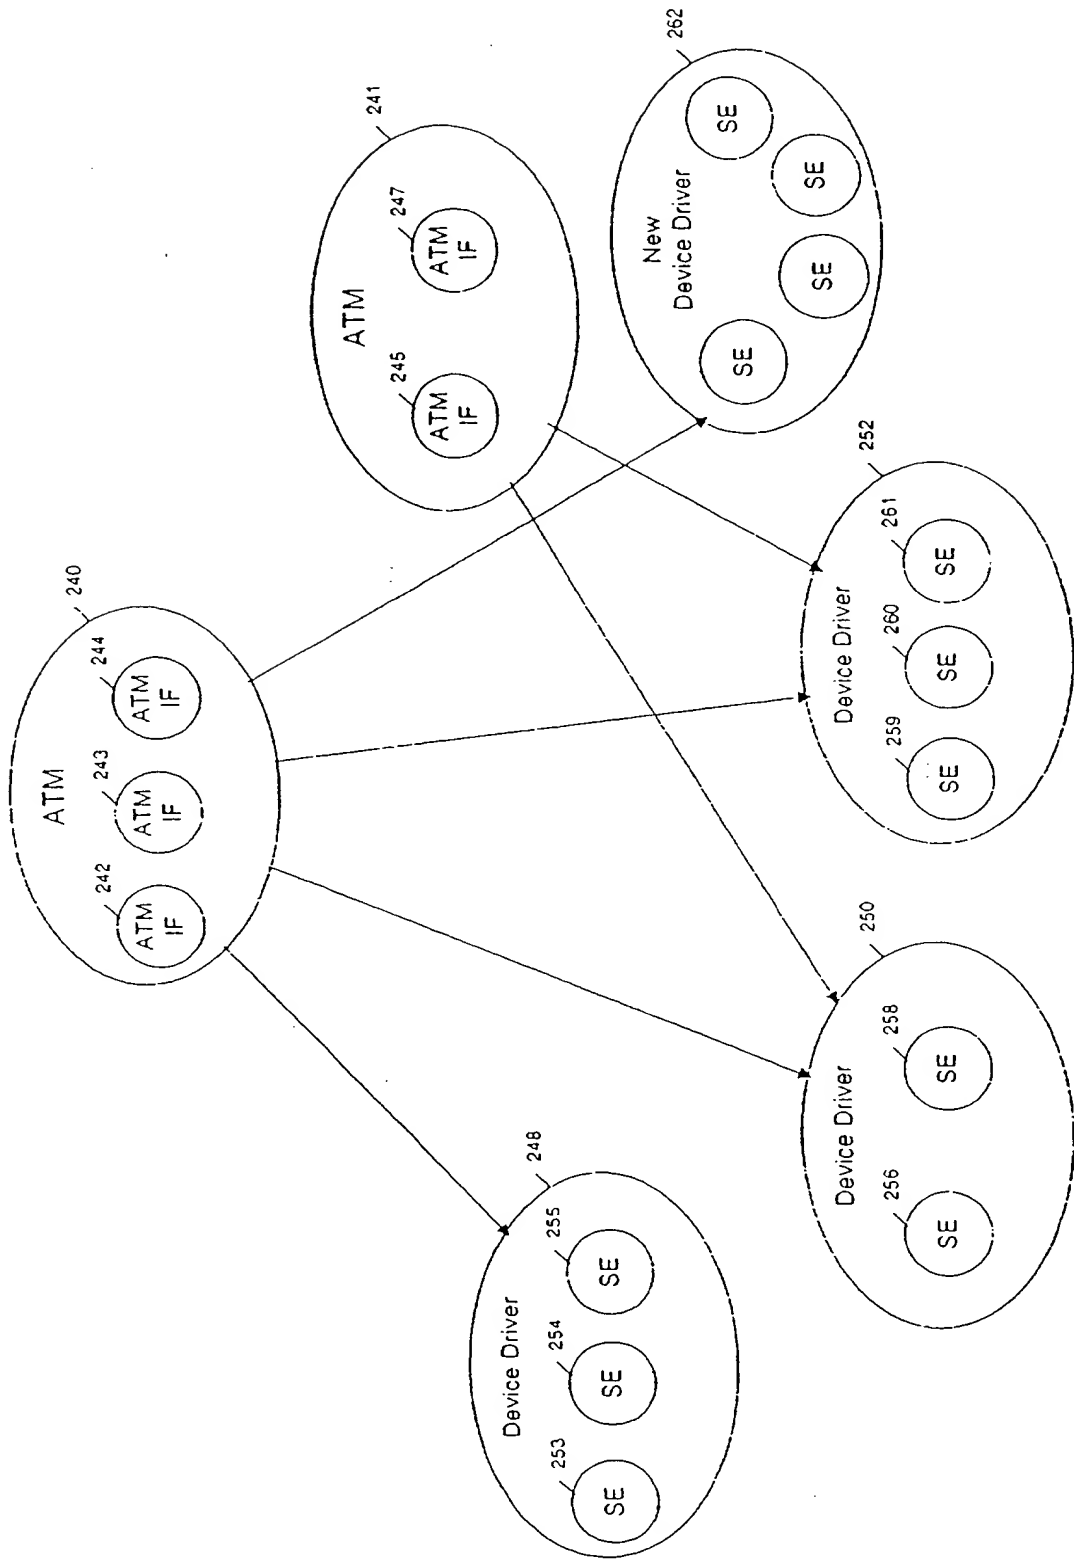 240
ATM
242
ATM
IF
243
ATM
IF
244
ATM
IF
241
ATM
245
ATM
IF
247
ATM
IF
248
Device Driver
253
SE
254
SE
255
SE
250
Device Driver
256
SE
258
SE
252
Device Driver
259
SE
260
SE
261
SE
262
New
Device Driver
SE
SE
SE
SE